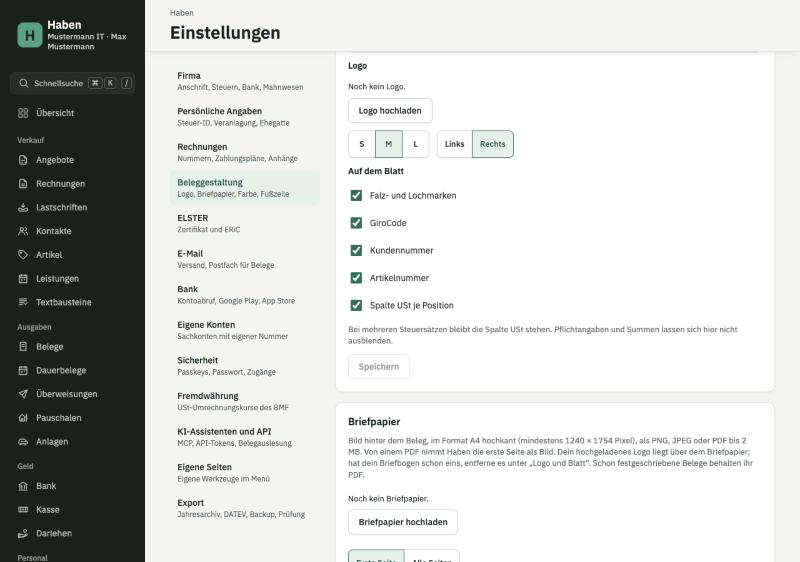 H
Haben
Mustermann IT · Max
Mustermann
Schnellsuche ⌘ K /
Übersicht
Verkauf
Angebote
Rechnungen
Lastschriften
Kontakte
Artikel
Leistungen
Textbausteine
Ausgaben
Belege
Dauerbelege
Überweisungen
Pauschalen
Anlagen
Geld
Bank
Kasse
Darlehen
Personal
Haben
Einstellungen
Firma
Anschrift, Steuern, Bank, Mahnwesen
Persönliche Angaben
Steuer-ID, Veranlagung, Ehegatte
Rechnungen
Nummern, Zahlungspläne, Anhänge
Beleggestaltung
Logo, Briefpapier, Farbe, Fußzeile
ELSTER
Zertifikat und ERiC
E-Mail
Versand, Postfach für Belege
Bank
Kontoabruf, Google Play, App Store
Eigene Konten
Sachkonten mit eigener Nummer
Sicherheit
Passkeys, Passwort, Zugänge
Fremdwährung
USt-Umrechnungskurse des BMF
KI-Assistenten und API
MCP, API-Tokens, Belegauslesung
Eigene Seiten
Eigene Werkzeuge im Menü
Export
Jahresarchiv, DATEV, Backup, Prüfung
Logo
Noch kein Logo.
Logo hochladen
S M L Links Rechts
Auf dem Blatt
Falz- und Lochmarken
GiroCode
Kundennummer
Artikelnummer
Spalte USt je Position
Bei mehreren Steuersätzen bleibt die Spalte USt stehen. Pflichtangaben und Summen lassen sich hier nicht
ausblenden.
Speichern
Briefpapier
Bild hinter dem Beleg, im Format A4 hochkant (mindestens 1240 × 1754 Pixel), als PNG, JPEG oder PDF bis 2
MB. Von einem PDF nimmt Haben die erste Seite als Bild. Dein hochgeladenes Logo liegt über dem Briefpapier;
hat dein Briefbogen schon eins, entferne es unter „Logo und Blatt“. Schon festgeschriebene Belege behalten ihr
PDF.
Noch kein Briefpapier.
Briefpapier hochladen
Erste Seite Alle Seiten